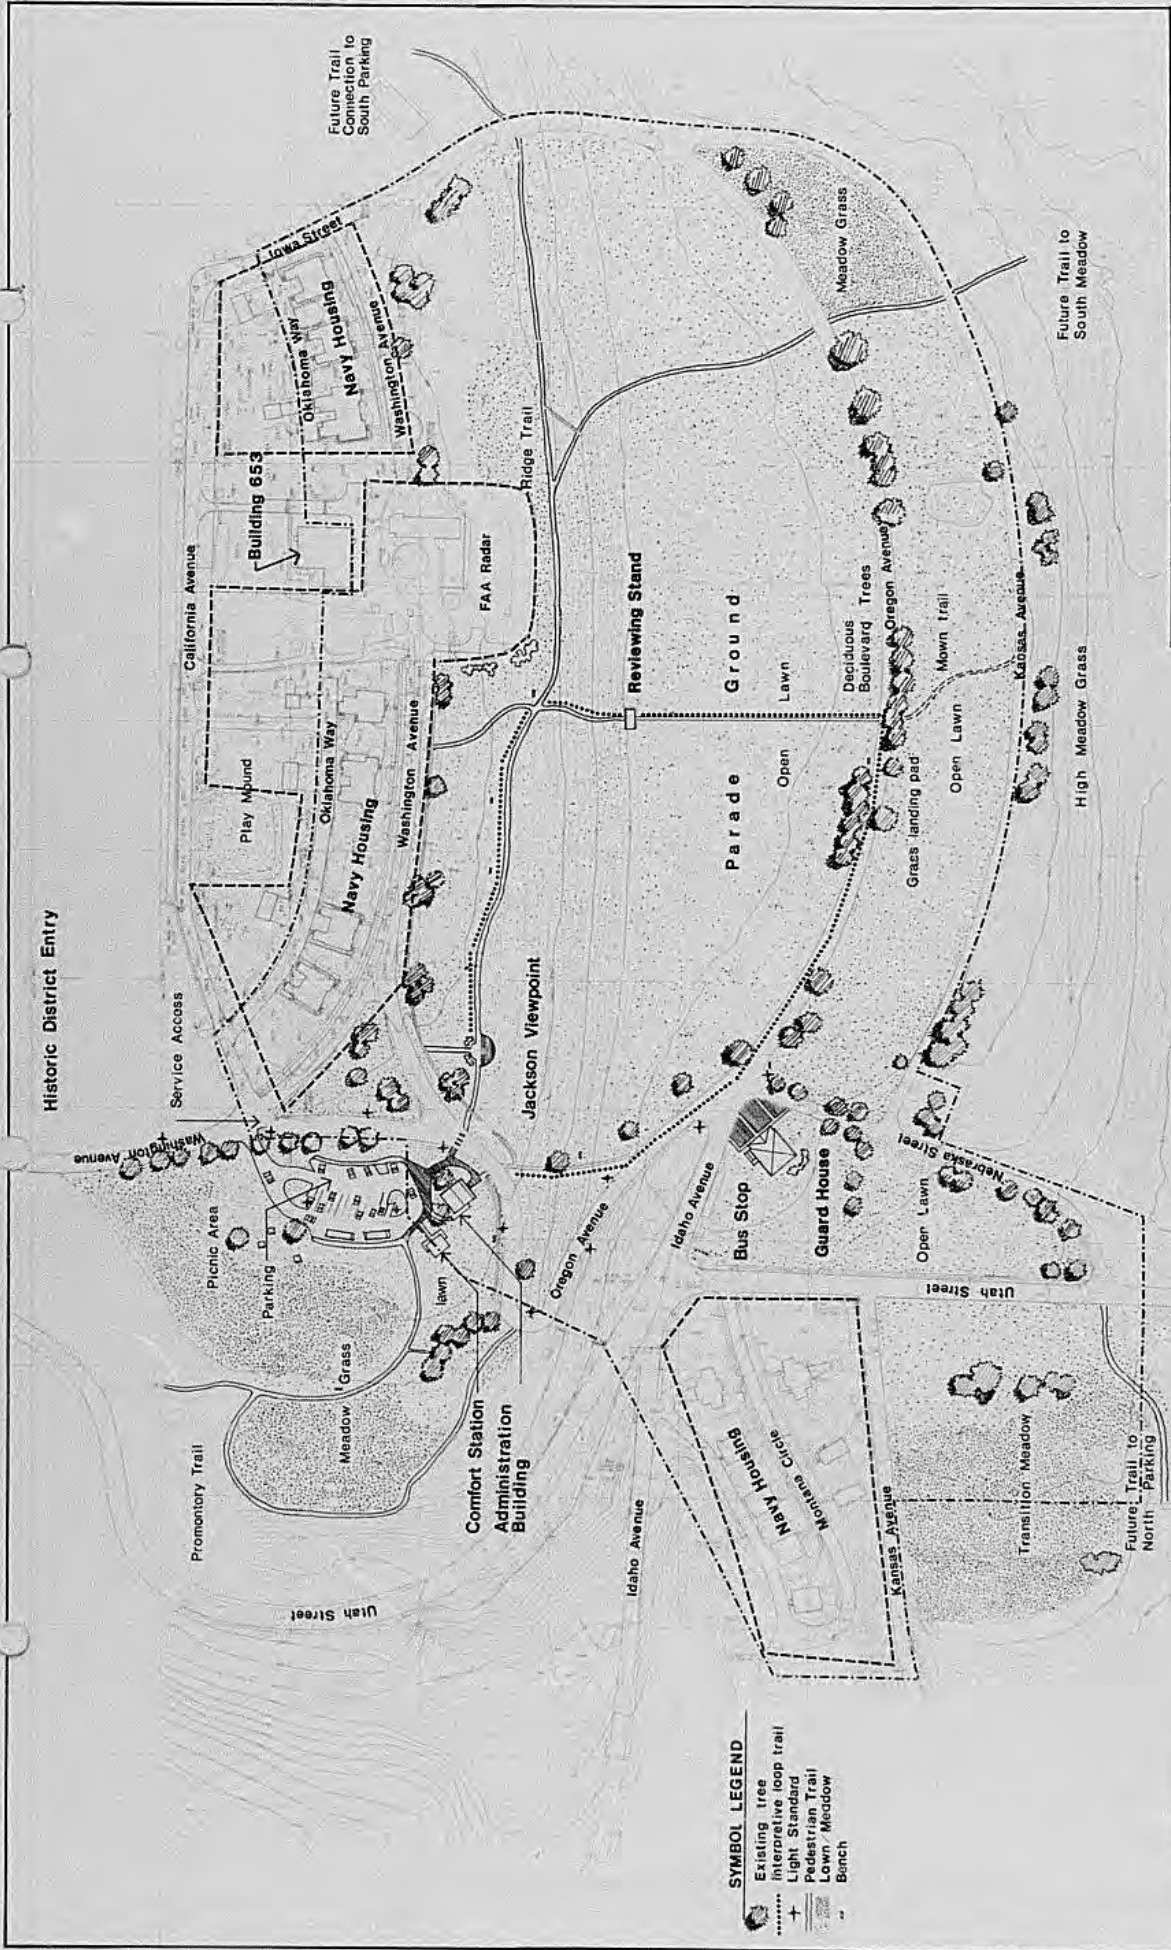 Historic District Entry
Future Trail
Connection to
South Parking
Iowa Street
Oklahoma Way
Navy Housing
Washington Avenue
Washington Avenue
Building 653
California Avenue
FAA Radar
Ridge Trail
Play Mound
Oklahoma Way
Navy Housing
Washington Avenue
Service Access
Washington Avenue
Picnic Area
Parking
lawn
Promontory Trail
Meadow Grass
Utah Street
Comfort Station
Administration
Building
Jackson Viewpoint
Reviewing Stand
Parade Ground
Open Lawn
Deciduous
Boulevard Trees
Oregon Avenue
Meadow Grass
Future Trail to
South Meadow
Mown trail
Open Lawn
Grass landing pad
Kansas Avenue
High Meadow Grass
Oregon Avenue
Idaho Avenue
Bus Stop
Guard House
Open Lawn
Nebraska Street
Utah Street
Idaho Avenue
Navy Housing
Montana Circle
Kansas Avenue
Transition Meadow
Future Trail to
North Parking
SYMBOL LEGEND
Existing tree
Interpretive loop trail
Light Standard
Pedestrian Trail
Lawn/Meddow
Bench